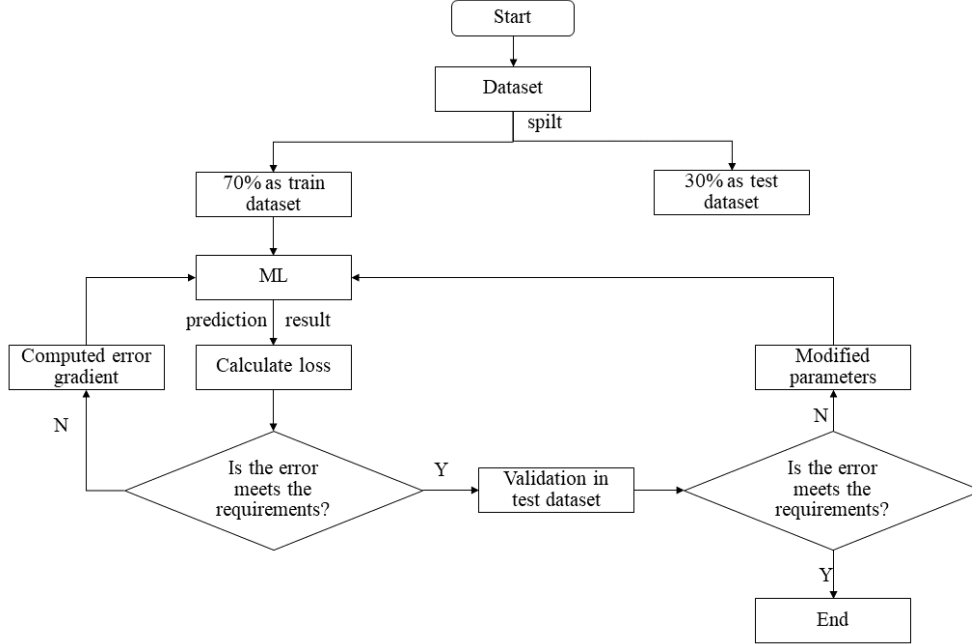 Start
Dataset
spilt
70% as train
dataset
30% as test
dataset
ML
prediction result
Computed error
gradient
Calculate loss
Modified
parameters
N
N
Is the error
meets the
requirements?
Y
Validation in
test dataset
Is the error
meets the
requirements?
Y
End